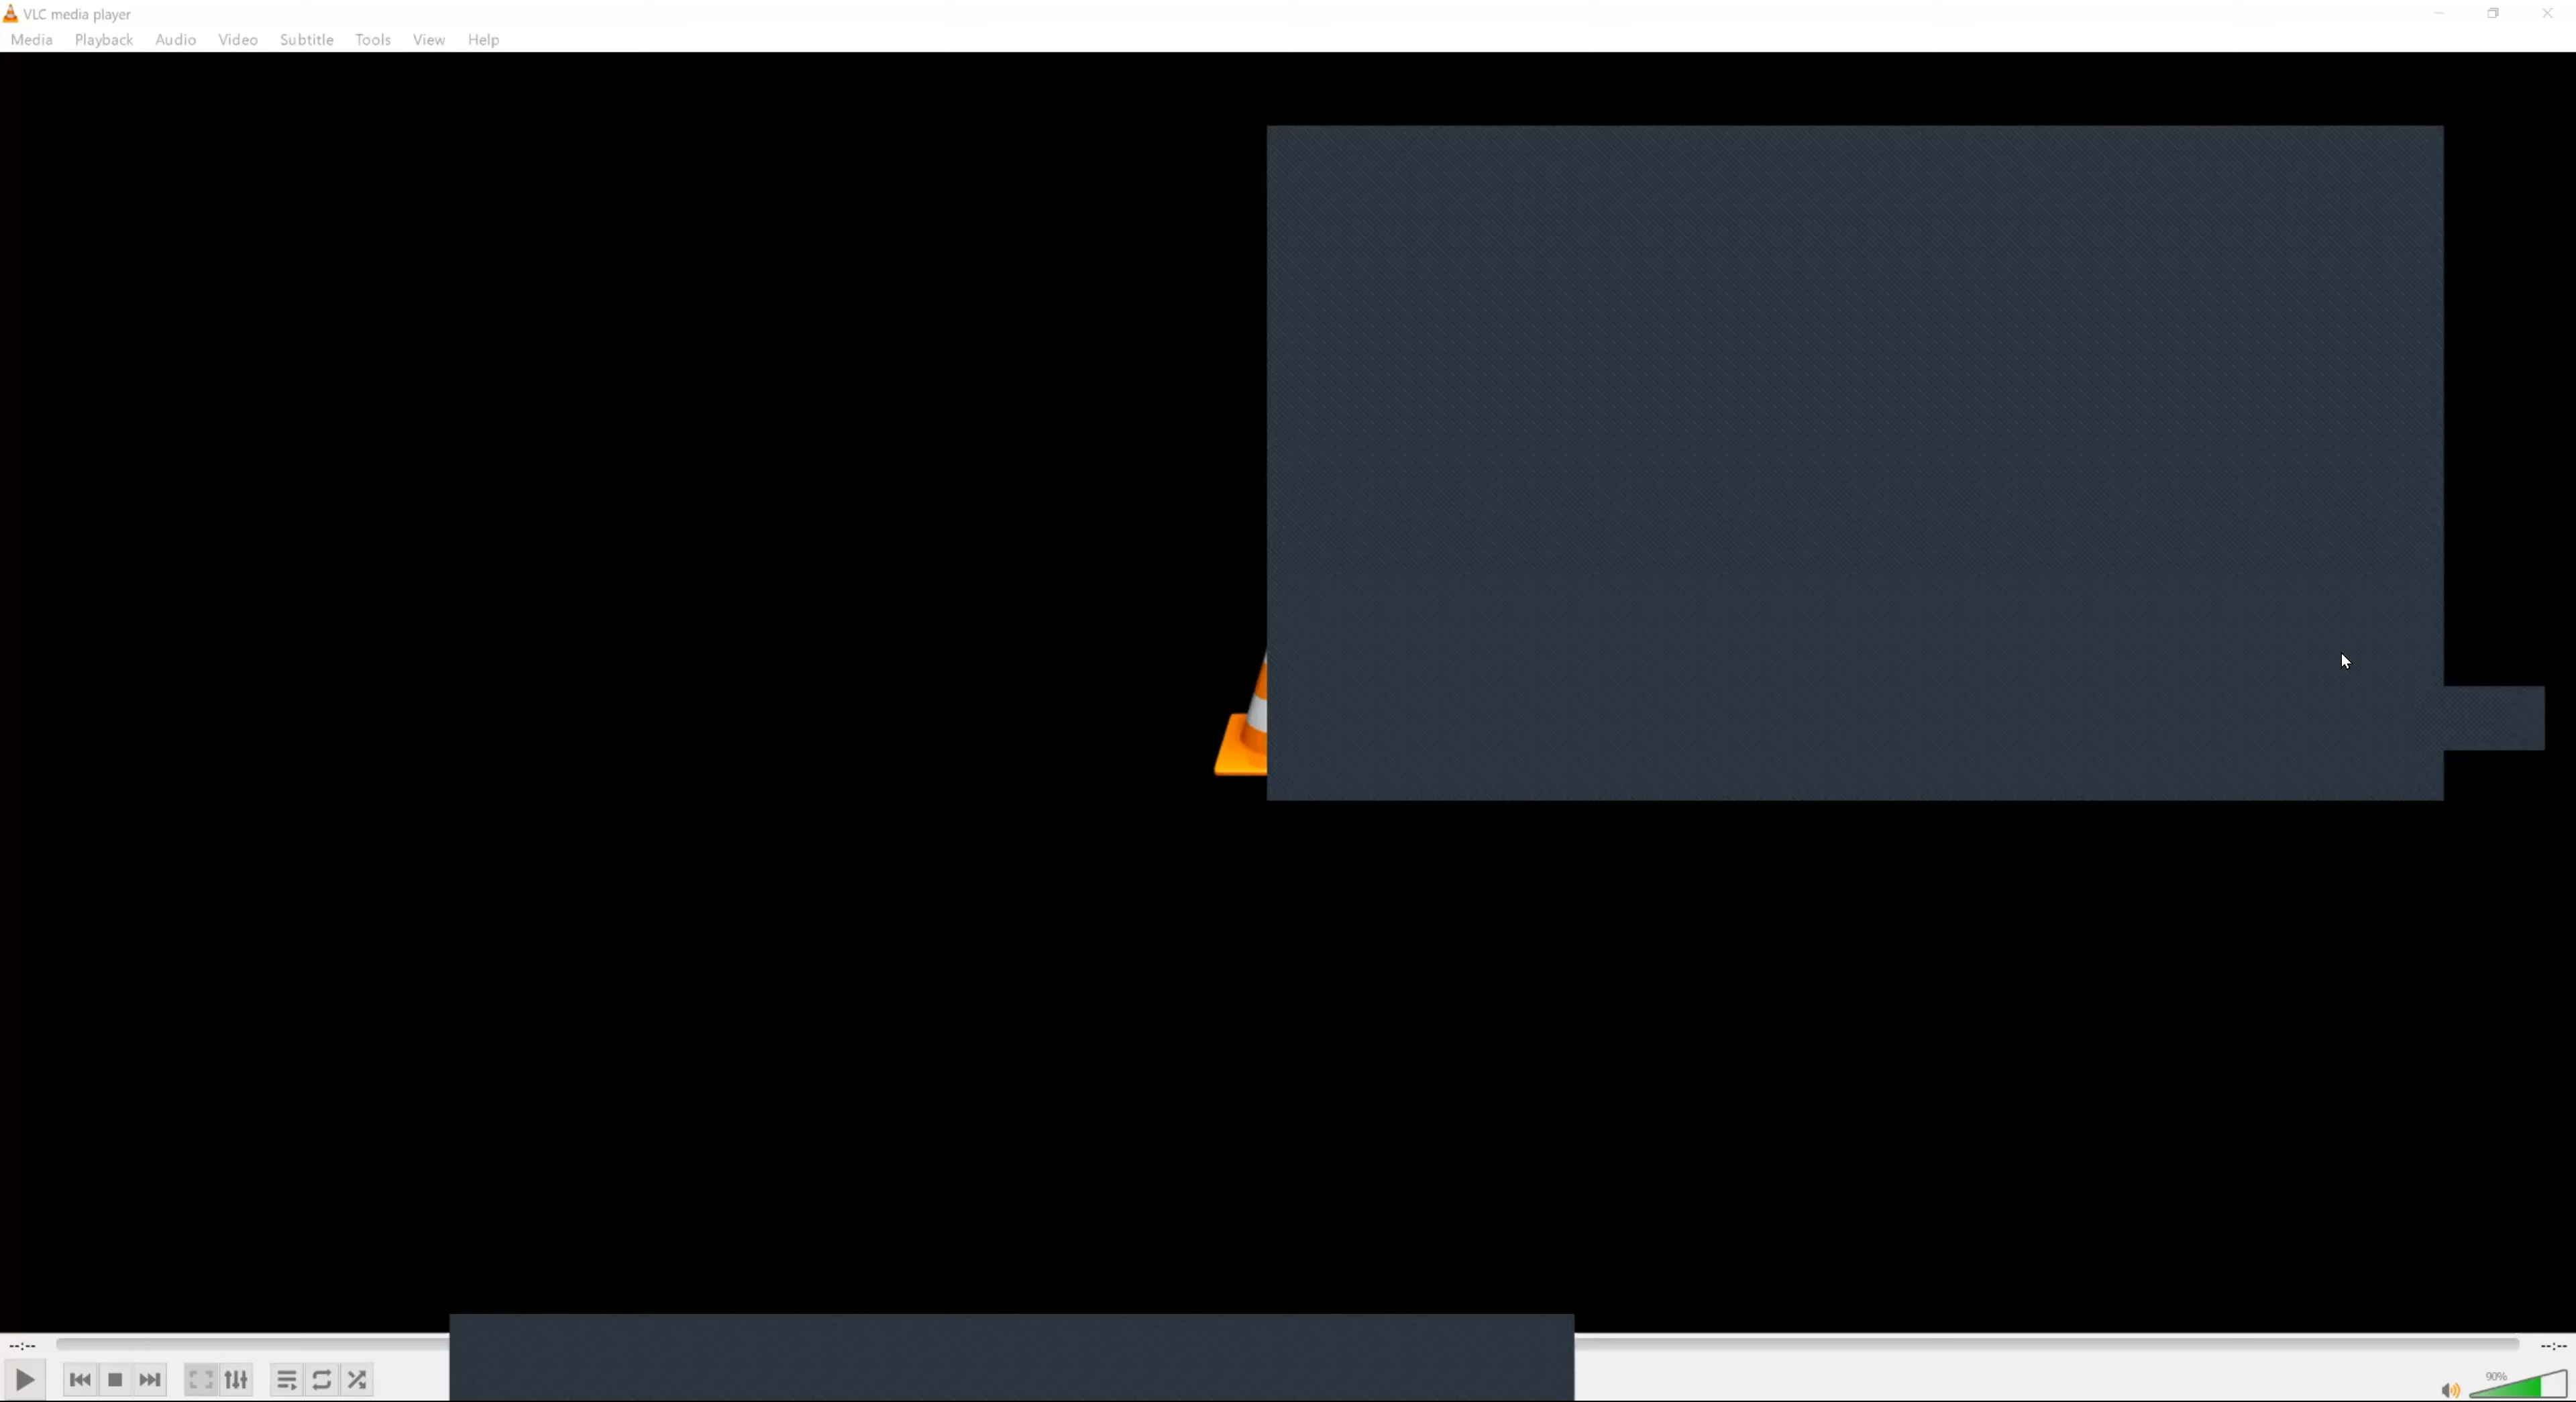 VLC media player
Media Playback Audio Video Subtitle Tools View Help
--:-- --:--
90%